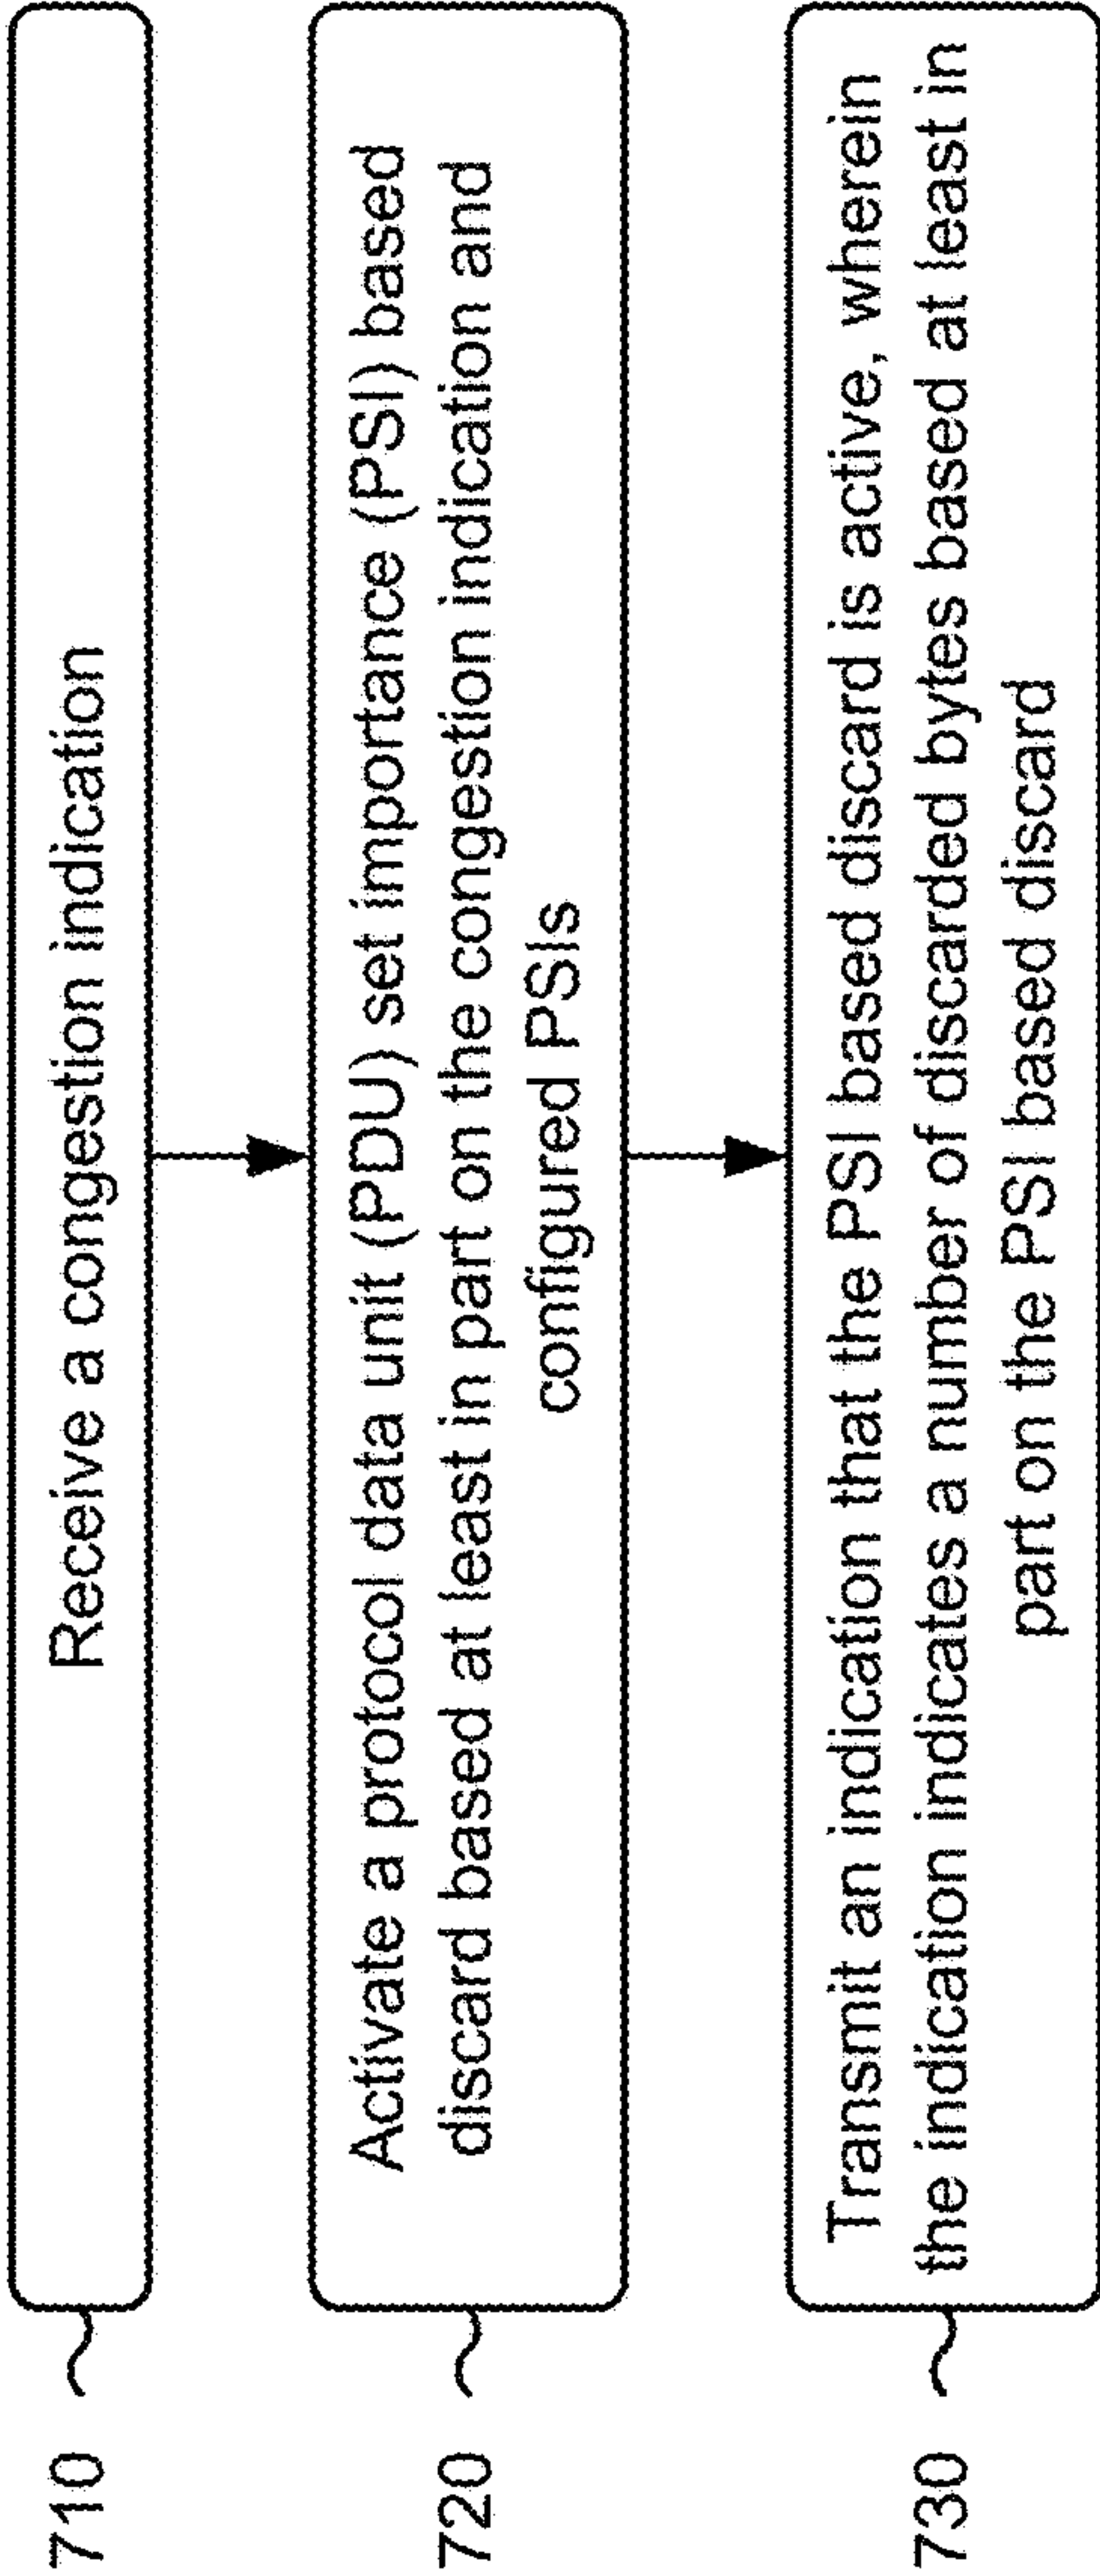 710
Receive a congestion indication
720
Activate a protocol data unit (PDU) set importance (PSI) based
discard based at least in part on the congestion indication and
configured PSIs
730
Transmit an indication that the PSI based discard is active, wherein
the indication indicates a number of discarded bytes based at least in
part on the PSI based discard